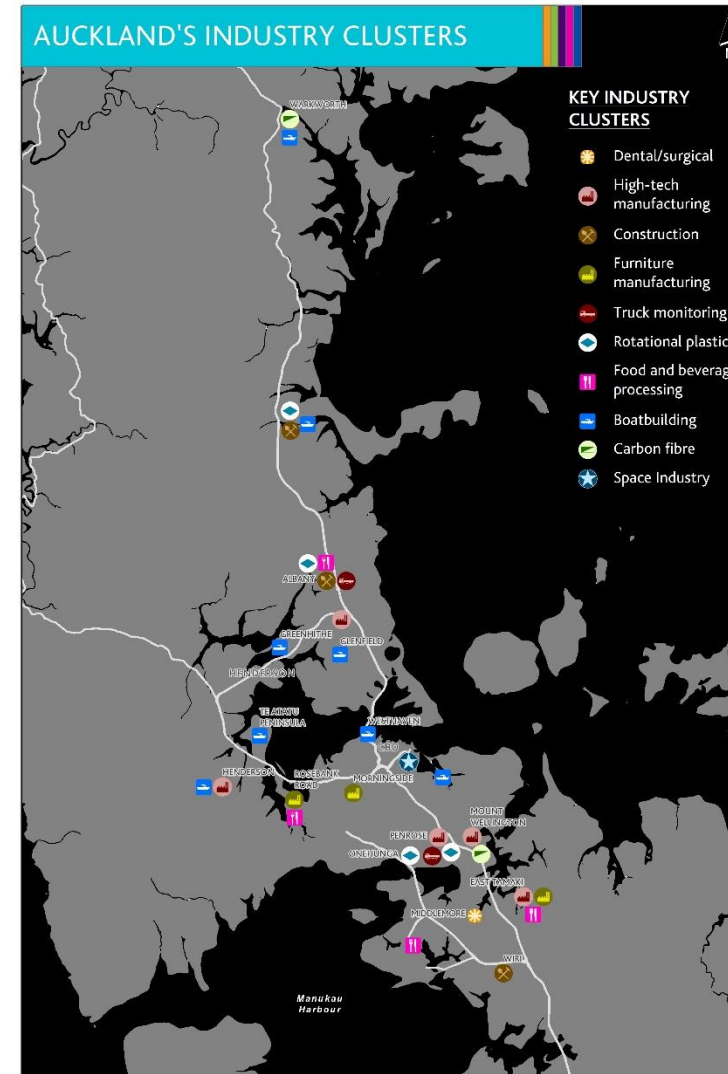 AUCKLAND'S INDUSTRY CLUSTERS
KEY INDUSTRY
CLUSTERS
Dental/surgical
High-tech
manufacturing
Construction
Furniture
manufacturing
Truck monitoring
Rotational plastic
Food and beverag
processing
Boatbuilding
Carbon fibre
Space Industry
WARKWORTH
ALBANY
GREENHITHE
GLENFIELD
HENDERSON
TE ATATU
PENINSULA
WESTHAVEN
CBD
HENDERSON
ROSEBANK
ROAD
MORNINGSIDE
MOUNT
WELLINGTON
PENROSE
ONEHUNGA
EAST TAMAKI
MIDDLEMORE
WIRI
Manukau
Harbour